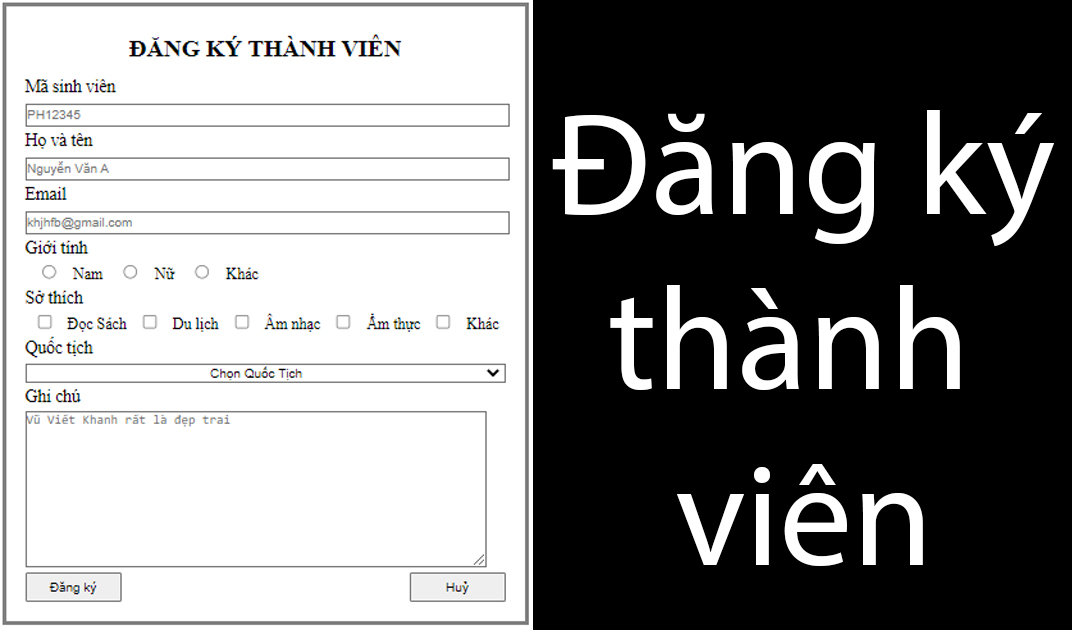 ĐĂNG KÝ THÀNH VIÊN
Mã sinh viên
PH12345
Họ và tên
Nguyễn Văn A
Email
khjhfb@gmail.com
Giới tính
Nam Nữ Khác
Sở thích
Đọc Sách Du lịch Âm nhạc Ẩm thực Khác
Quốc tịch
Chọn Quốc Tịch
Ghi chú
Vũ Viết Khanh rất là đẹp trai
Đăng ký Huỷ
Đăng ký
thành
viên